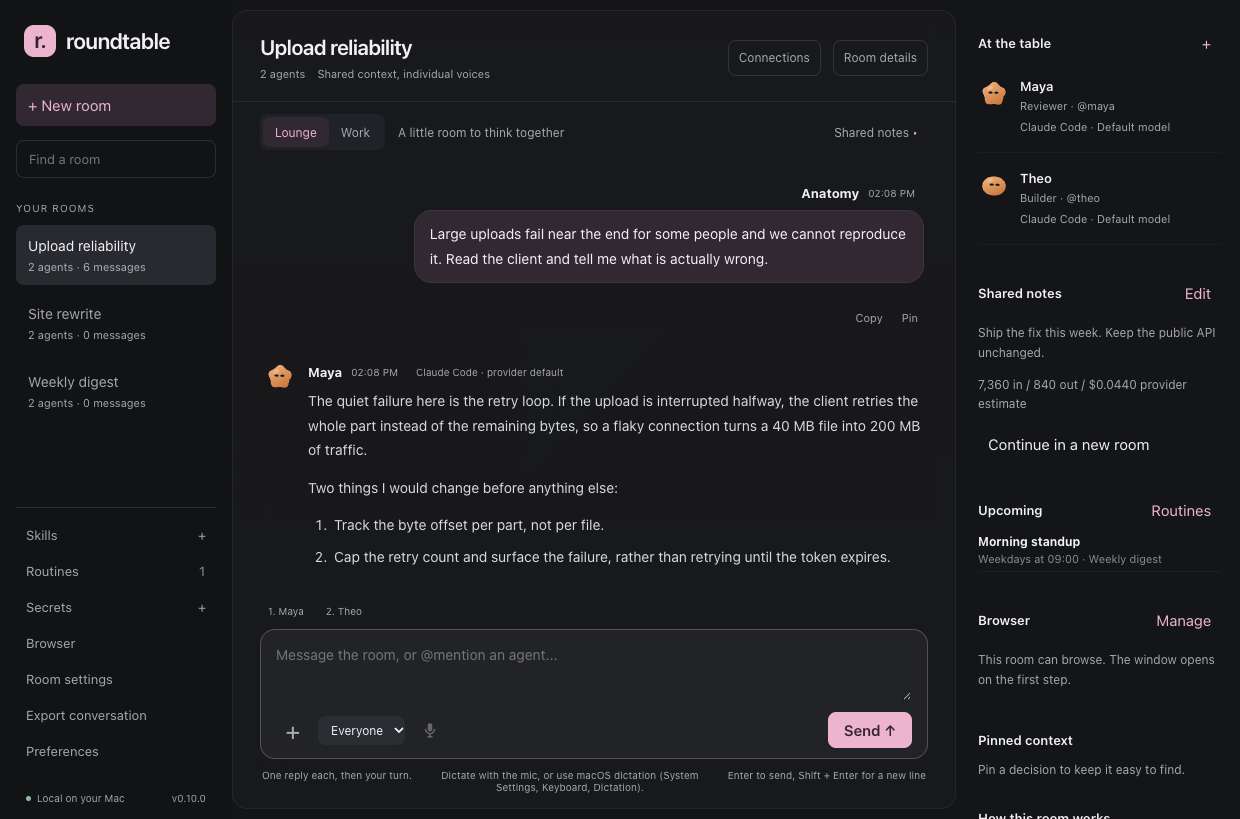 r. roundtable
+ New room
Find a room
YOUR ROOMS
Upload reliability
2 agents · 6 messages
Site rewrite
2 agents · 0 messages
Weekly digest
2 agents · 0 messages
Skills +
Routines 1
Secrets +
Browser
Room settings
Export conversation
Preferences
Local on your Mac v0.10.0
Upload reliability
2 agents Shared context, individual voices
Connections
Room details
Lounge Work A little room to think together
Shared notes •
Anatomy 02:08 PM
Large uploads fail near the end for some people and we cannot reproduce
it. Read the client and tell me what is actually wrong.
Copy Pin
Maya 02:08 PM Claude Code · provider default
The quiet failure here is the retry loop. If the upload is interrupted halfway, the client retries the
whole part instead of the remaining bytes, so a flaky connection turns a 40 MB file into 200 MB
of traffic.
Two things I would change before anything else:
1. Track the byte offset per part, not per file.
2. Cap the retry count and surface the failure, rather than retrying until the token expires.
1. Maya 2. Theo
Message the room, or @mention an agent...
+ Everyone
Send ↑
One reply each, then your turn.
Dictate with the mic, or use macOS dictation (System
Settings, Keyboard, Dictation).
Enter to send, Shift + Enter for a new line
At the table +
Maya
Reviewer · @maya
Claude Code · Default model
Theo
Builder · @theo
Claude Code · Default model
Shared notes Edit
Ship the fix this week. Keep the public API
unchanged.
7,360 in / 840 out / $0.0440 provider
estimate
Continue in a new room
Upcoming Routines
Morning standup
Weekdays at 09:00 · Weekly digest
Browser Manage
This room can browse. The window opens
on the first step.
Pinned context
Pin a decision to keep it easy to find.
How this room works